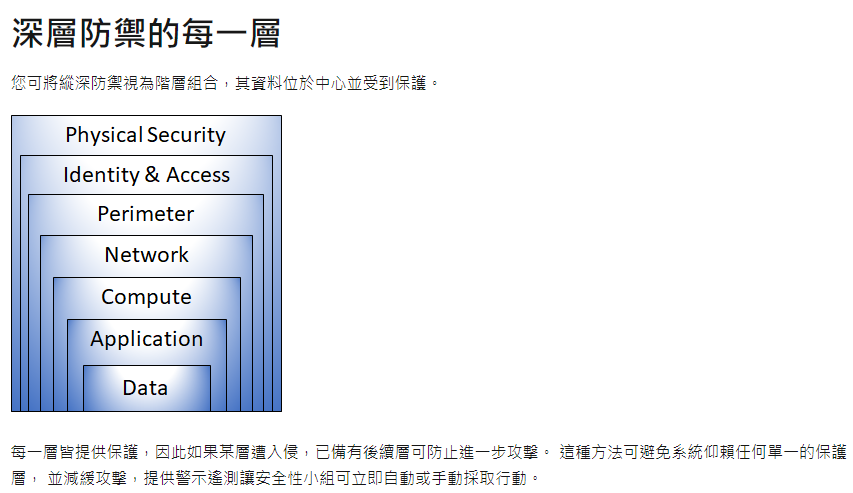 深層防禦的每一層
您可將縱深防禦視為階層組合，其資料位於中心並受到保護。
Physical Security
Identity & Access
Perimeter
Network
Compute
Application
Data
每一層皆提供保護，因此如果某層遭入侵，已備有後續層可防止進一步攻擊。 這種方法可避免系統仰賴任何單一的保護
層， 並減緩攻擊，提供警示遙測讓安全性小組可立即自動或手動採取行動。